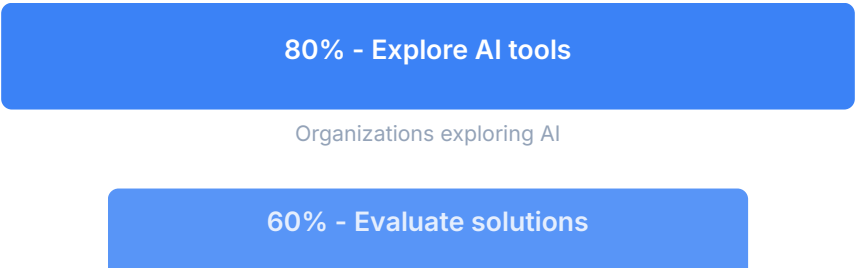 80% - Explore AI tools
Organizations exploring AI
60% - Evaluate solutions